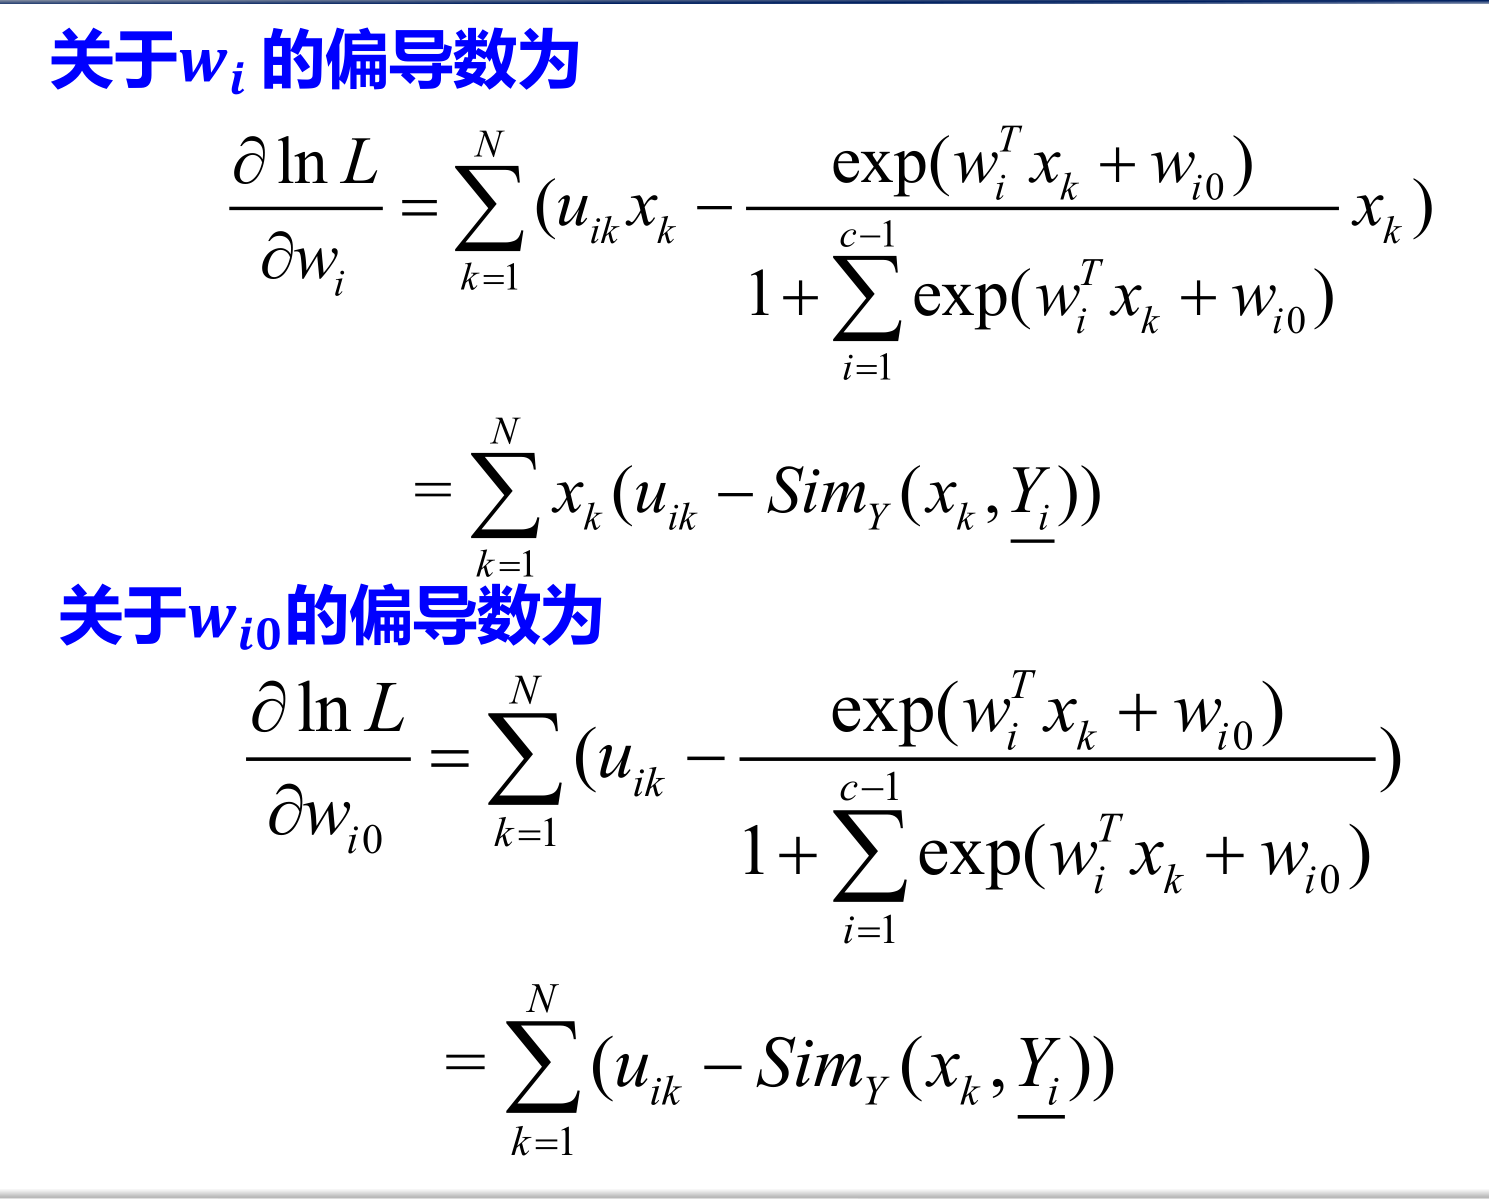 关于$w_i$ 的偏导数为
$\frac{\partial \ln L}{\partial w_i} = \sum_{k=1}^{N} (u_{ik} x_k - \frac{\exp(w_i^T x_k + w_{i0})}{1 + \sum_{i=1}^{c-1} \exp(w_i^T x_k + w_{i0})} x_k)$
$= \sum_{k=1}^{N} x_k (u_{ik} - Sim_Y(x_k, \underline{Y_i}))$
关于$w_{i0}$的偏导数为
$\frac{\partial \ln L}{\partial w_{i0}} = \sum_{k=1}^{N} (u_{ik} - \frac{\exp(w_i^T x_k + w_{i0})}{1 + \sum_{i=1}^{c-1} \exp(w_i^T x_k + w_{i0})})$
$= \sum_{k=1}^{N} (u_{ik} - Sim_Y(x_k, \underline{Y_i}))$